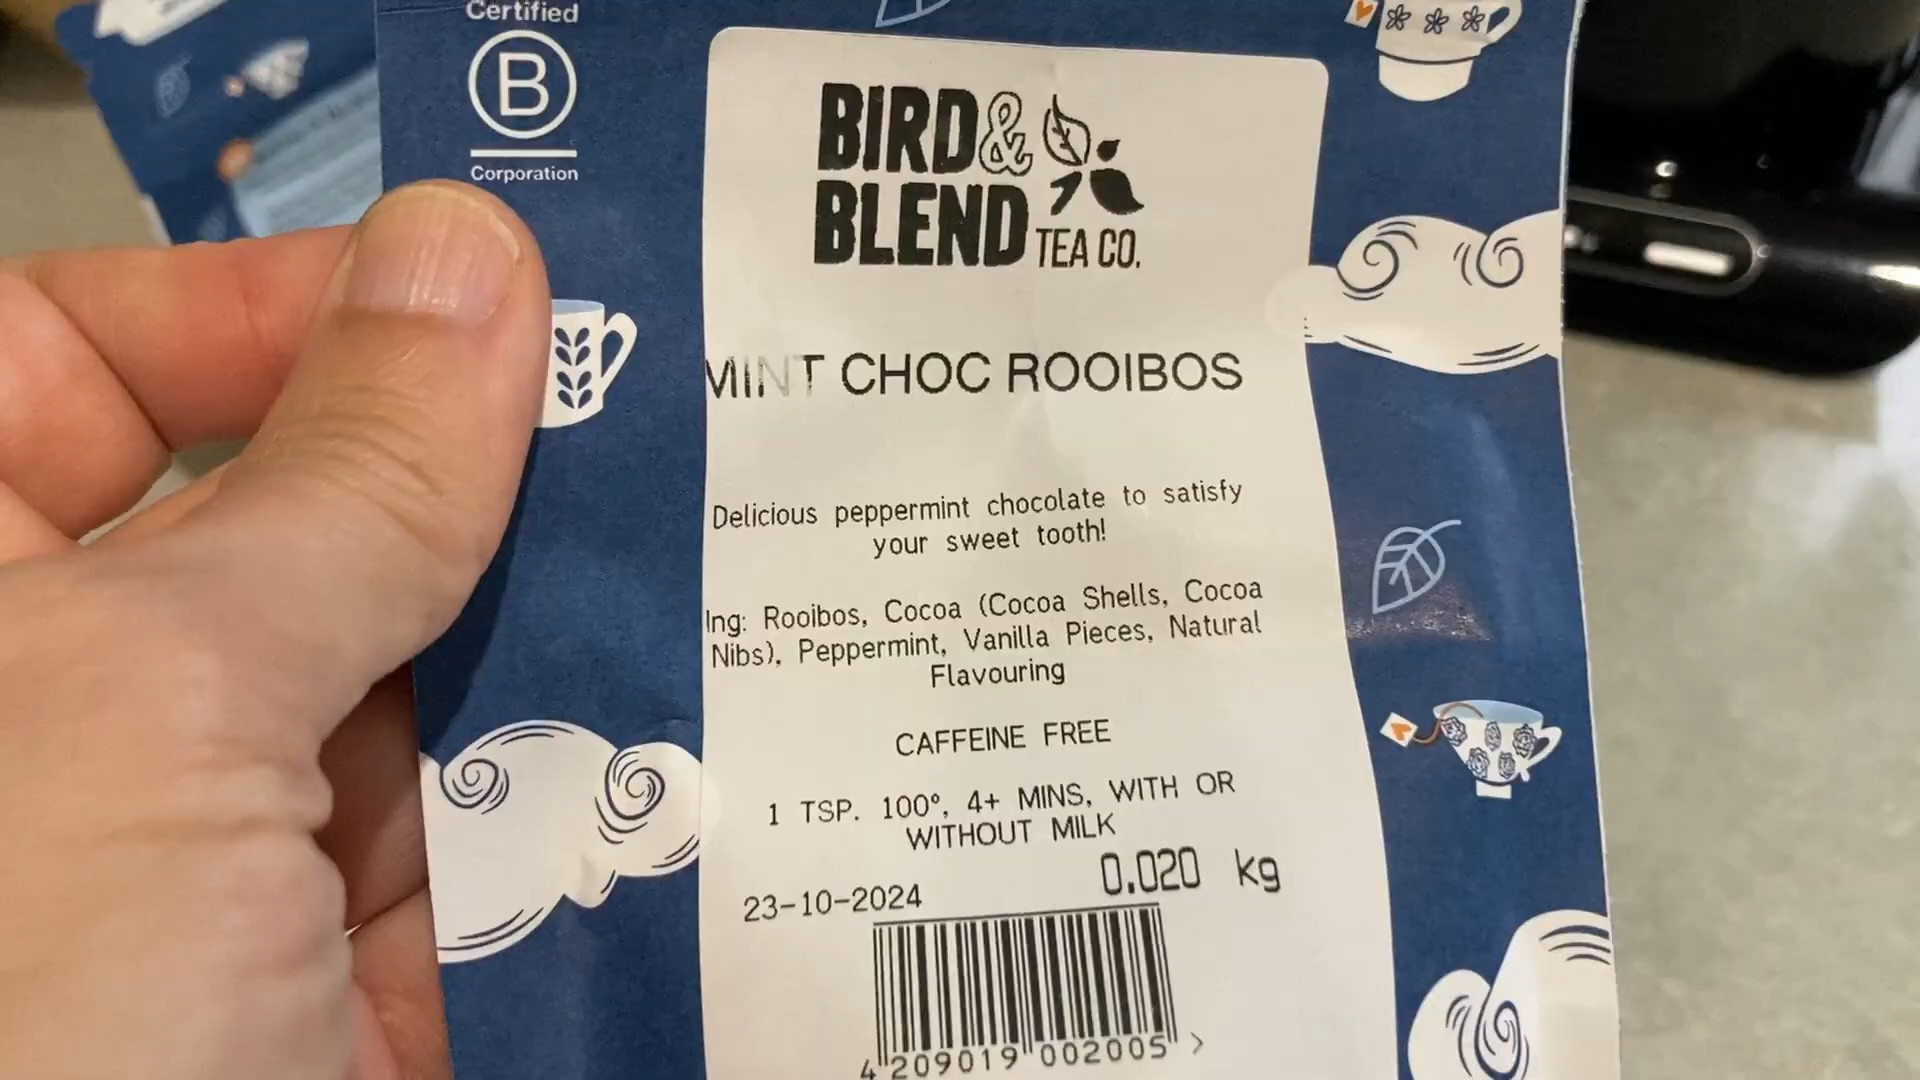 Certified
B
Corporation
BIRD&
BLEND TEA CO.
MINT CHOC ROOIBOS
Delicious peppermint chocolate to satisfy
your sweet tooth!
Ing: Rooibos, Cocoa (Cocoa Shells, Cocoa
Nibs), Peppermint, Vanilla Pieces, Natural
Flavouring
CAFFEINE FREE
1 TSP. 100°, 4+ MINS, WITH OR
WITHOUT MILK
0.020 kg
23-10-2024
4 209019 002005 >